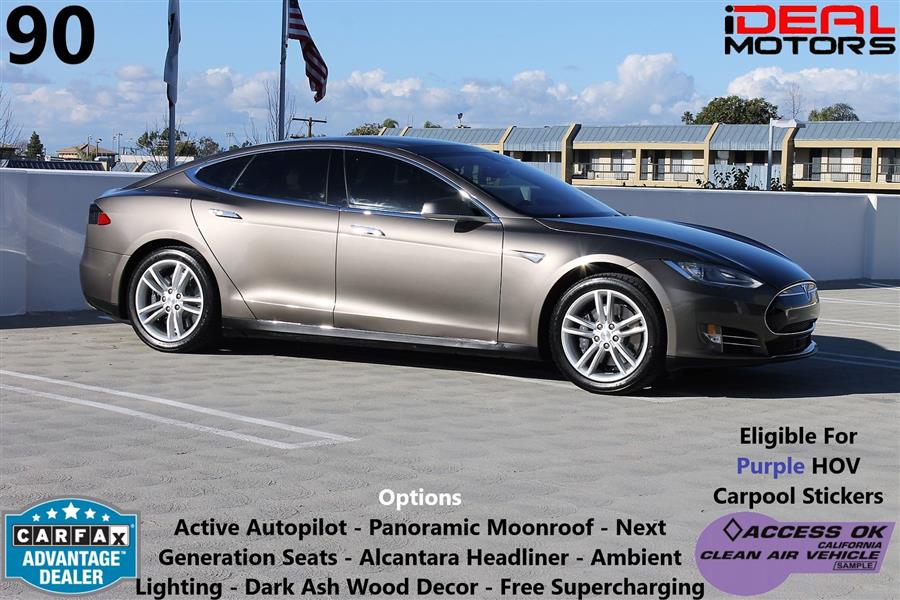 90
iDEAL
MOTORS
Eligible For
Purple HOV
Carpool Stickers
Options
Active Autopilot - Panoramic Moonroof - Next
Generation Seats - Alcantara Headliner - Ambient
Lighting - Dark Ash Wood Decor - Free Supercharging
CARFAX
ADVANTAGE
DEALER
ACCESS OK
CALIFORNIA
CLEAN AIR VEHICLE
SAMPLE